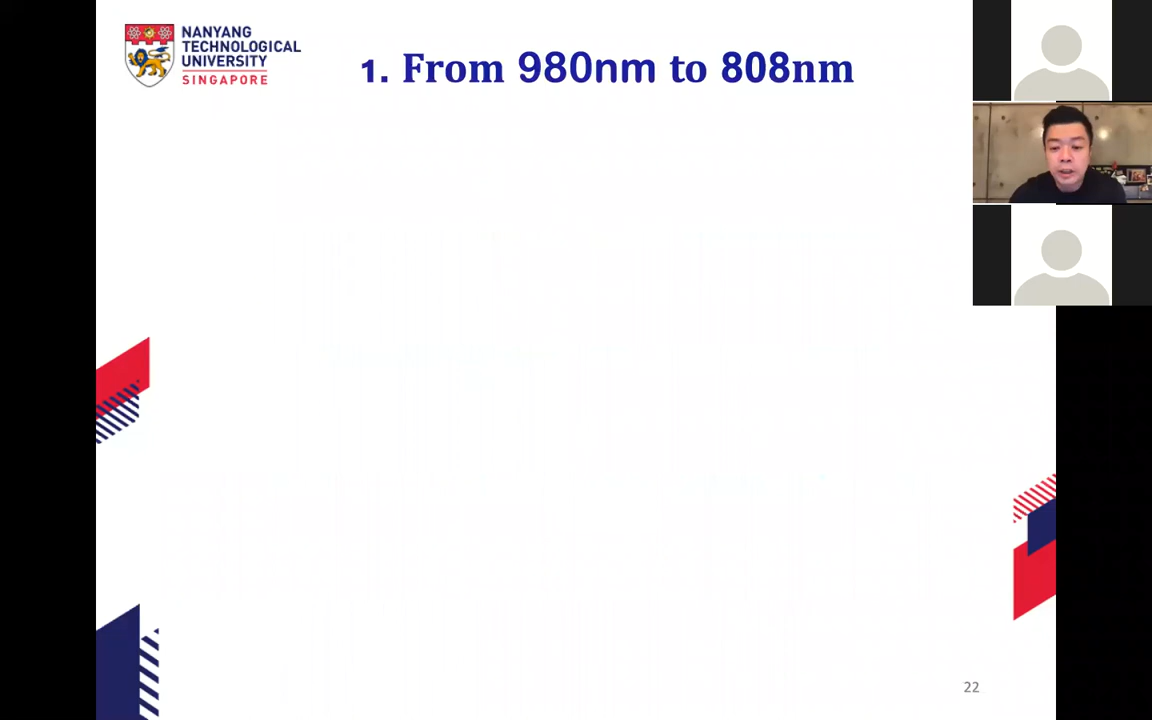 NANYANG
TECHNOLOGICAL
UNIVERSITY
SINGAPORE
1. From 980nm to 808nm
22